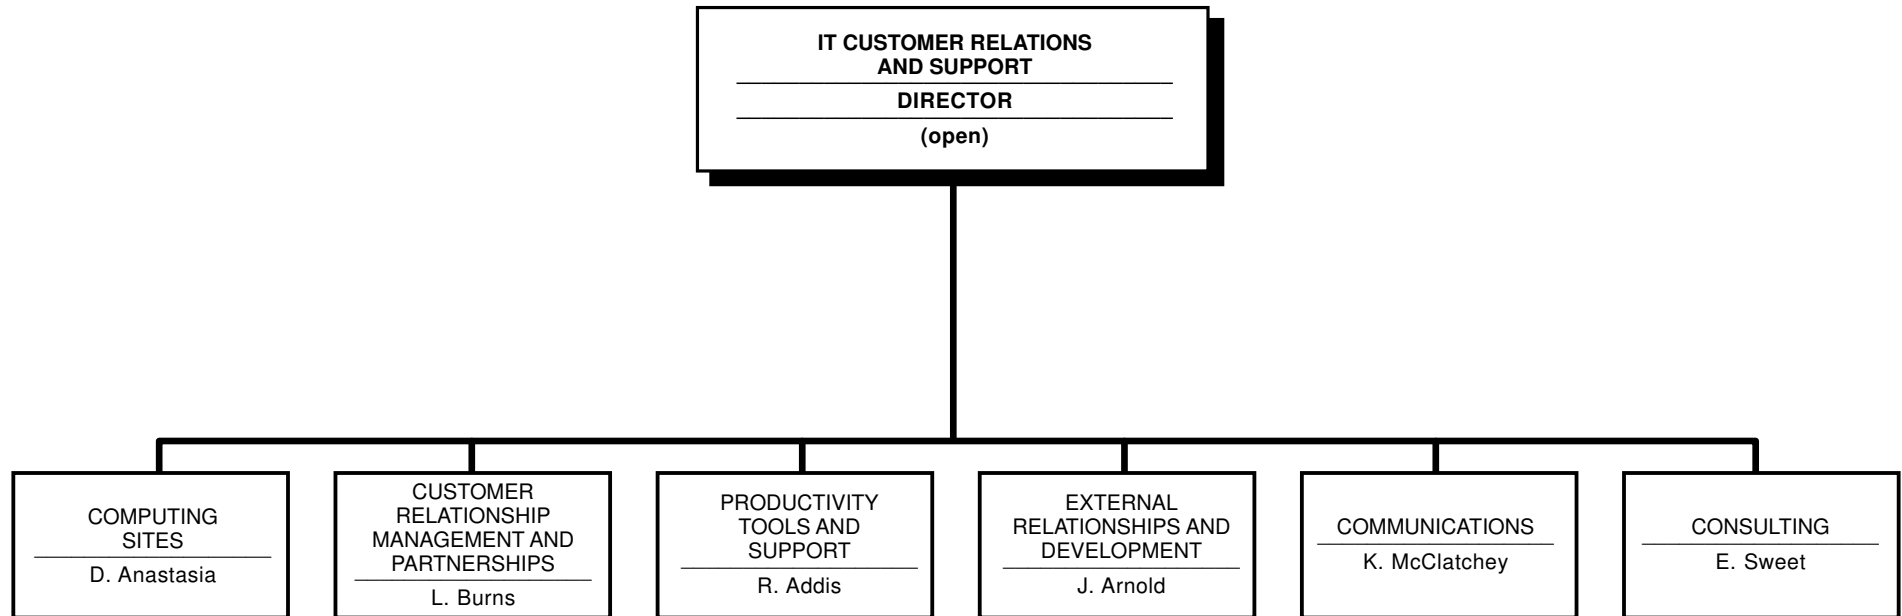 IT CUSTOMER RELATIONS
AND SUPPORT
DIRECTOR
(open)
COMPUTING
SITES
D. Anastasia
CUSTOMER
RELATIONSHIP
MANAGEMENT AND
PARTNERSHIPS
L. Burns
PRODUCTIVITY
TOOLS AND
SUPPORT
R. Addis
EXTERNAL
RELATIONSHIPS AND
DEVELOPMENT
J. Arnold
COMMUNICATIONS
K. McClatchey
CONSULTING
E. Sweet